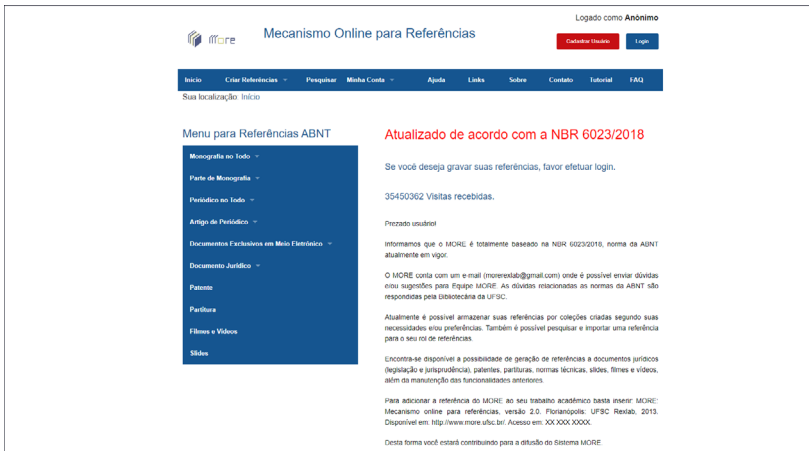 Logado como Anônimo
more
Mecanismo Online para Referências
Cadastrar Usuário Login
Início Criar Referências Pesquisar Minha Conta Ajuda Links Sobre Contato Tutorial FAQ
Sua localização Início
Menu para Referências ABNT
Monografia no Todo
Parte de Monografia
Periódico no Todo
Artigo de Periódico
Documentos Exclusivos em Meio Eletrônico
Documento Jurídico
Patente
Partitura
Filmes e Vídeos
Slides
Atualizado de acordo com a NBR 6023/2018
Se você deseja gravar suas referências, favor efetuar login.
35450362 Visitas recebidas.
Prezado usuário!
Informamos que o MORE é totalmente baseado na NBR 6023/2018, norma da ABNT
atualmente em vigor.
O MORE conta com um e-mail (morerexlab@gmail.com) onde é possível enviar dúvidas
e/ou sugestões para Equipe MORE. As dúvidas relacionadas as normas da ABNT são
respondidas pela Bibliotecária da UFSC.
Atualmente é possível armazenar suas referências por coleções criadas segundo suas
necessidades e/ou preferências. Também é possível pesquisar e importar uma referência
para o seu rol de referências.
Encontra-se disponível a possibilidade de geração de referências a documentos jurídicos
(legislação e jurisprudência), patentes, partituras, normas técnicas, slides, filmes e vídeos,
além da manutenção das funcionalidades anteriores.
Para adicionar a referência do MORE ao seu trabalho acadêmico basta inserir: MORE:
Mecanismo online para referências, versão 2.0. Florianópolis: UFSC Rexlab, 2013.
Disponível em: http://www.more.ufsc.br/. Acesso em: XX XXX XXXX.
Desta forma você estará contribuindo para a difusão do Sistema MORE.